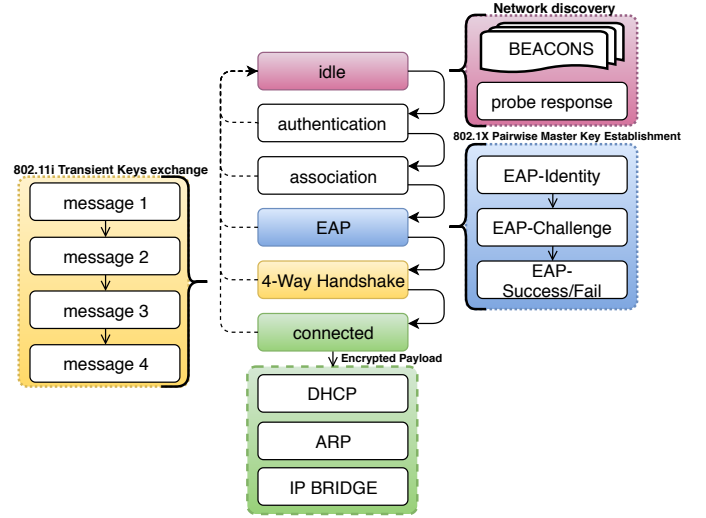 Network discovery
BEACONS
probe response
idle
authentication
association
EAP
4-Way Handshake
connected
802.1X Pairwise Master Key Establishment
EAP-Identity
EAP-Challenge
EAP-
Success/Fail
802.11i Transient Keys exchange
message 1
message 2
message 3
message 4
Encrypted Payload
DHCP
ARP
IP BRIDGE